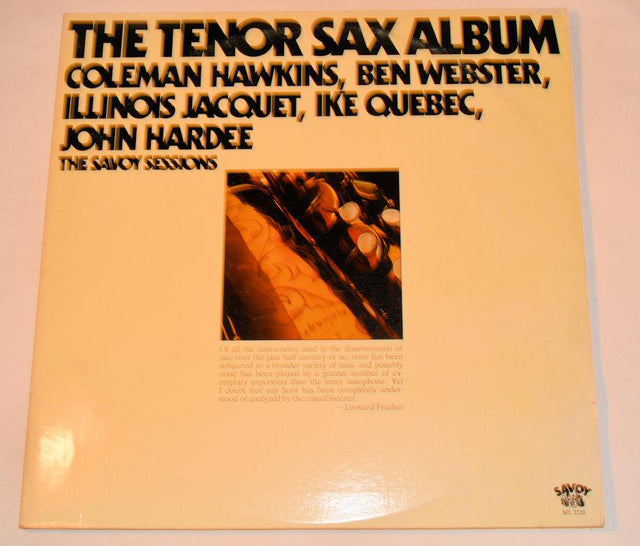 THE TENOR SAX ALBUM
COLEMAN HAWKINS, BEN WEBSTER,
ILLINOIS JACQUET, IKE QUEBEC,
JOHN HARDEE
THE SAVOY SESSIONS
Of all the instruments used in the dissemination of
jazz over the past half century or so, none has been
subjected to a broader variety of uses, and possibly
none has been played by a greater number of ex-
emplary exponents than the tenor saxophone. Yet
I doubt that any horn has been completely under-
stood or analyzed by the casual listener.
—Leonard Feather
SAVOY
SJL 2220